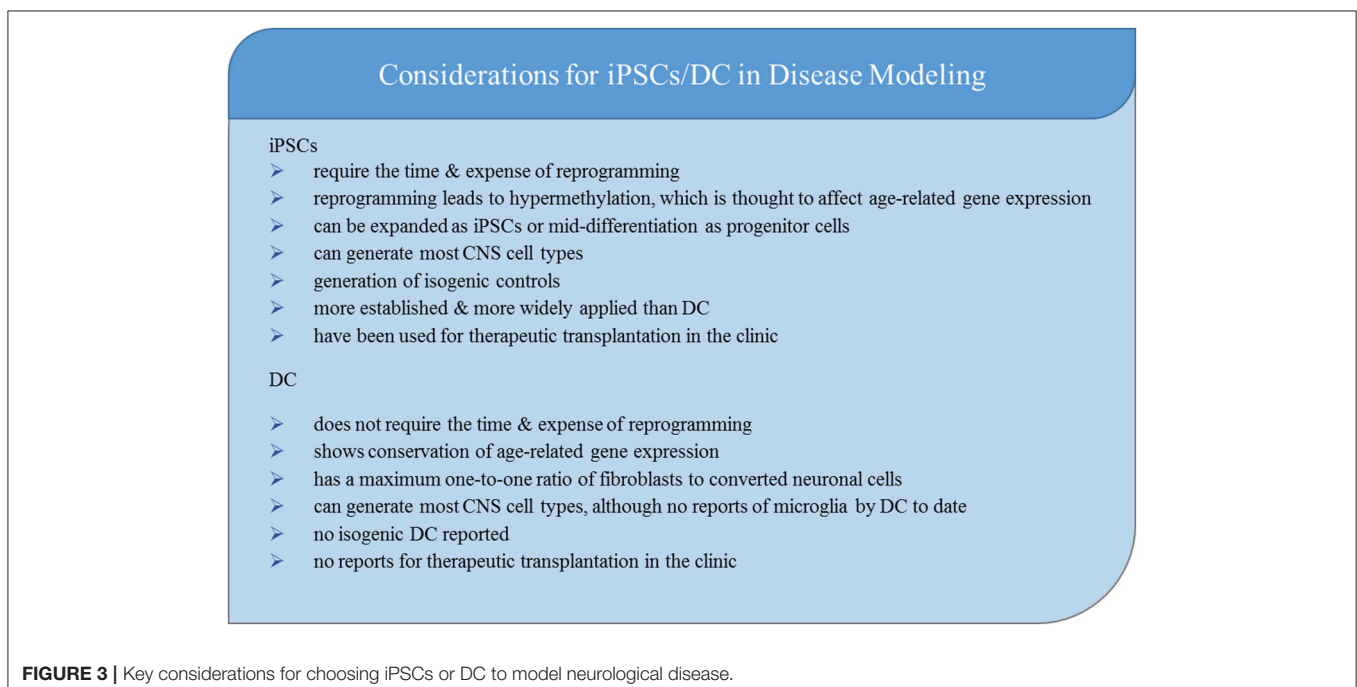 Considerations for iPSCs/DC in Disease Modeling
iPSCs
➢ require the time & expense of reprogramming
➢ reprogramming leads to hypermethylation, which is thought to affect age-related gene expression
➢ can be expanded as iPSCs or mid-differentiation as progenitor cells
➢ can generate most CNS cell types
➢ generation of isogenic controls
➢ more established & more widely applied than DC
➢ have been used for therapeutic transplantation in the clinic
DC
➢ does not require the time & expense of reprogramming
➢ shows conservation of age-related gene expression
➢ has a maximum one-to-one ratio of fibroblasts to converted neuronal cells
➢ can generate most CNS cell types, although no reports of microglia by DC to date
➢ no isogenic DC reported
➢ no reports for therapeutic transplantation in the clinic
FIGURE 3 | Key considerations for choosing iPSCs or DC to model neurological disease.